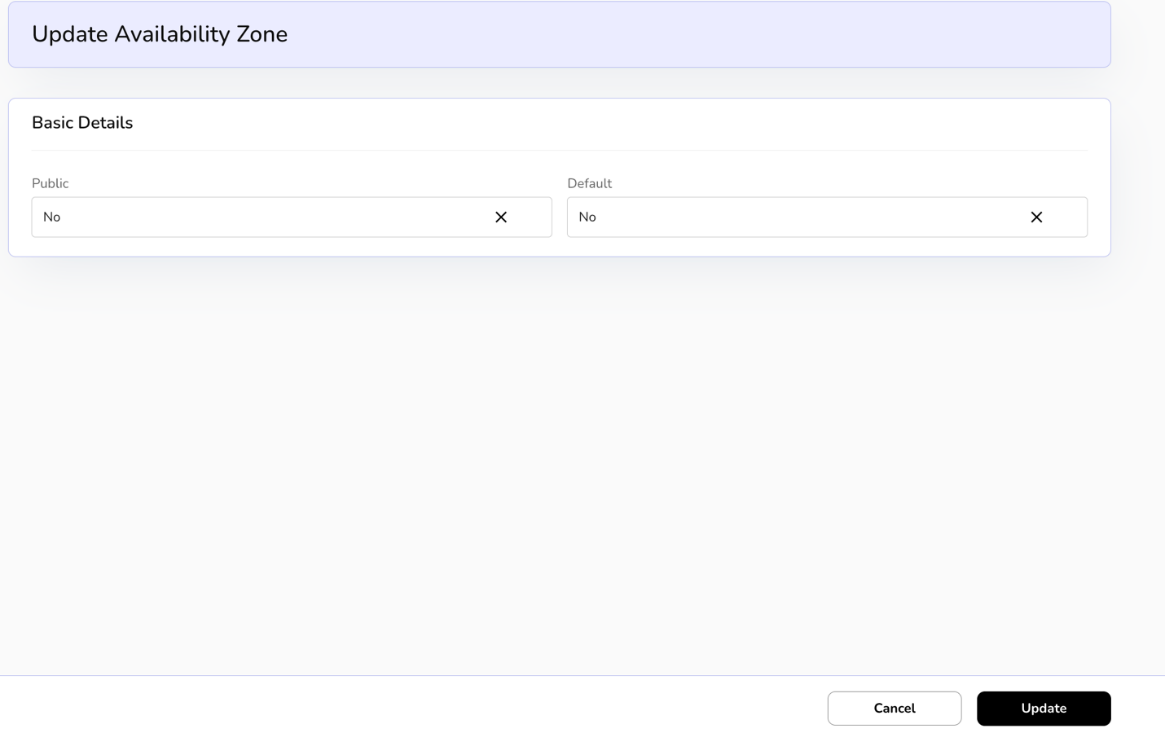 Update Availability Zone
Basic Details
Public Default
No No
Cancel Update